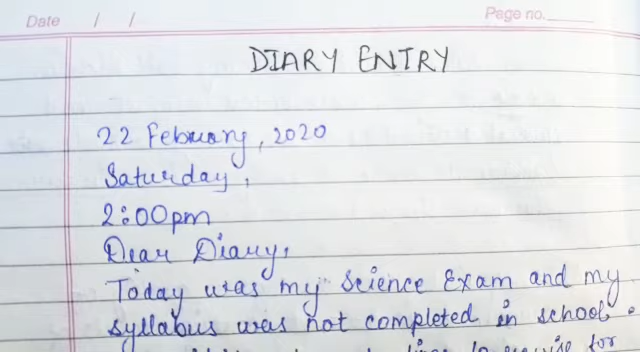 Date / /
Page no.
DIARY ENTRY
22 February, 2020
Saturday,
2:00pm
Dear Diary,
Today was my Science Exam and my
syllabus was not completed in school.
for